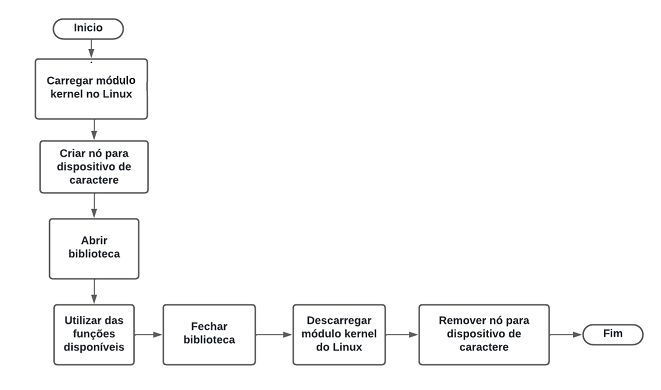 Inicio
Carregar módulo
kernel no Linux
Criar nó para
dispositivo de
caractere
Abrir
biblioteca
Utilizar das
funções
disponíveis
Fechar
biblioteca
Descarregar
módulo kernel
do Linux
Remover nó para
dispositivo de
caractere
Fim